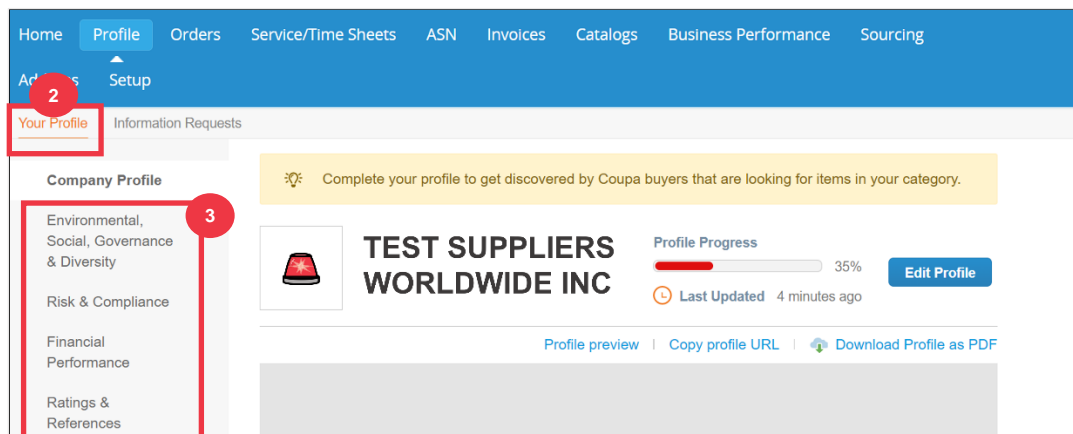 Home Profile Orders Service/Time Sheets ASN Invoices Catalogs Business Performance Sourcing
Setup
2
Your Profile Information Requests
Company Profile
Complete your profile to get discovered by Coupa buyers that are looking for items in your category.
3
Environmental,
Social, Governance
& Diversity
Risk & Compliance
Financial
Performance
Ratings &
References
TEST SUPPLIERS
WORLDWIDE INC
Profile Progress
35%
Last Updated 4 minutes ago
Edit Profile
Profile preview | Copy profile URL | Download Profile as PDF